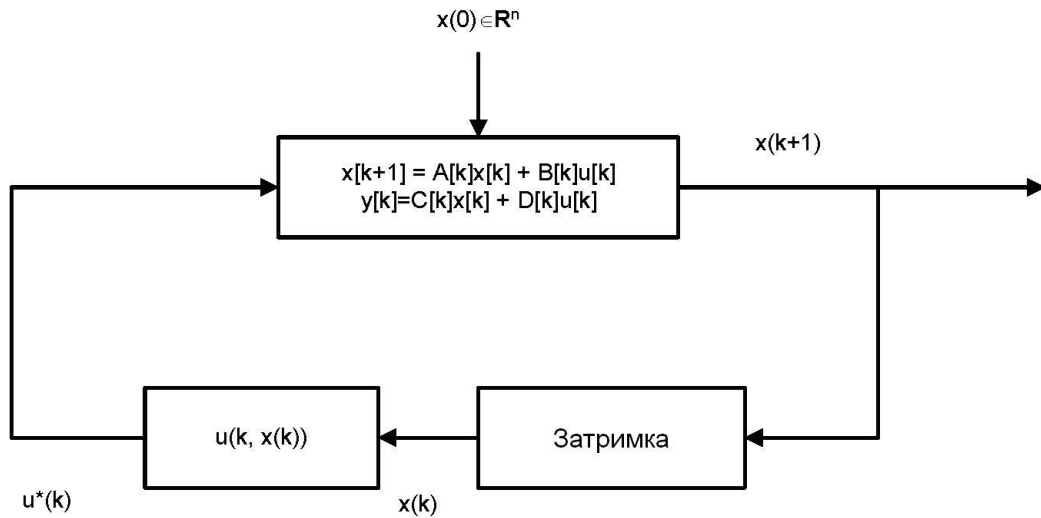 x(0)∈Rⁿ
x(k+1)
x[k+1] = A[k]x[k] + B[k]u[k]
y[k]=C[k]x[k] + D[k]u[k]
u(k, x(k))
Затримка
u*(k)
x(k)